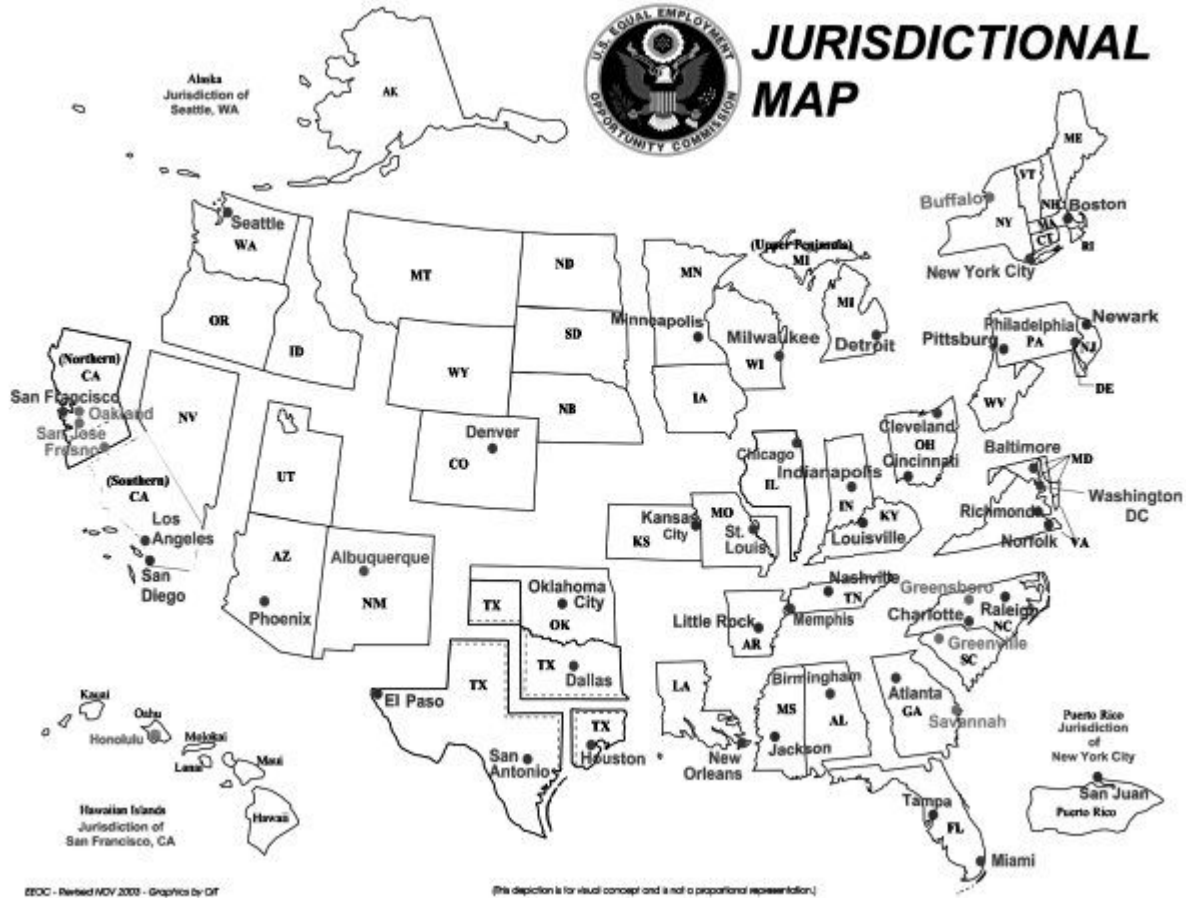 U.S. EQUAL EMPLOYMENT
OPPORTUNITY COMMISSION
JURISDICTIONAL
MAP
Alaska
Jurisdiction of
Seattle, WA
AK
ME
VT
Buffalo
NH
Boston
NY
MA
CT
RI
New York City
Seattle
WA
(Upper Peninsula)
MI
MT
ND
MN
MI
OR
SD
Minneapolis
Milwaukee
Detroit
Philadelphia
Newark
Pittsburg
PA
NJ
ID
(Northern)
CA
WY
WI
DE
San Francisco
Oakland
NV
NB
IA
WV
San Jose
Fresno
Denver
Cleveland
OH
Baltimore
CO
Chicago
Indianapolis
Cincinnati
MD
(Southern)
CA
UT
IL
Washington
DC
MO
IN
KY
Richmond
Los
Angeles
Kansas
City
St.
Louis
Louisville
Norfolk
VA
KS
AZ
Albuquerque
San
Diego
Oklahoma
City
Nashville
Greensboro
TN
Phoenix
NM
TX
OK
Little Rock
Memphis
Charlotte
Raleigh
NC
AR
Greenville
SC
TX
Dallas
TX
LA
Birmingham
Atlanta
El Paso
MS
AL
GA
Savannah
Kauai
Oahu
Honolulu
Molokai
Lanai
Maui
TX
Houston
San
Antonio
New
Orleans
Jackson
Puerto Rico
Jurisdiction
of
New York City
San Juan
Puerto Rico
Tampa
FL
Miami
Hawaiian Islands
Jurisdiction of
San Francisco, CA
Hawaii
EEOC - Revised NOV 2003 - Graphics by OIT
(This depiction is for visual concept and is not a proportional representation.)